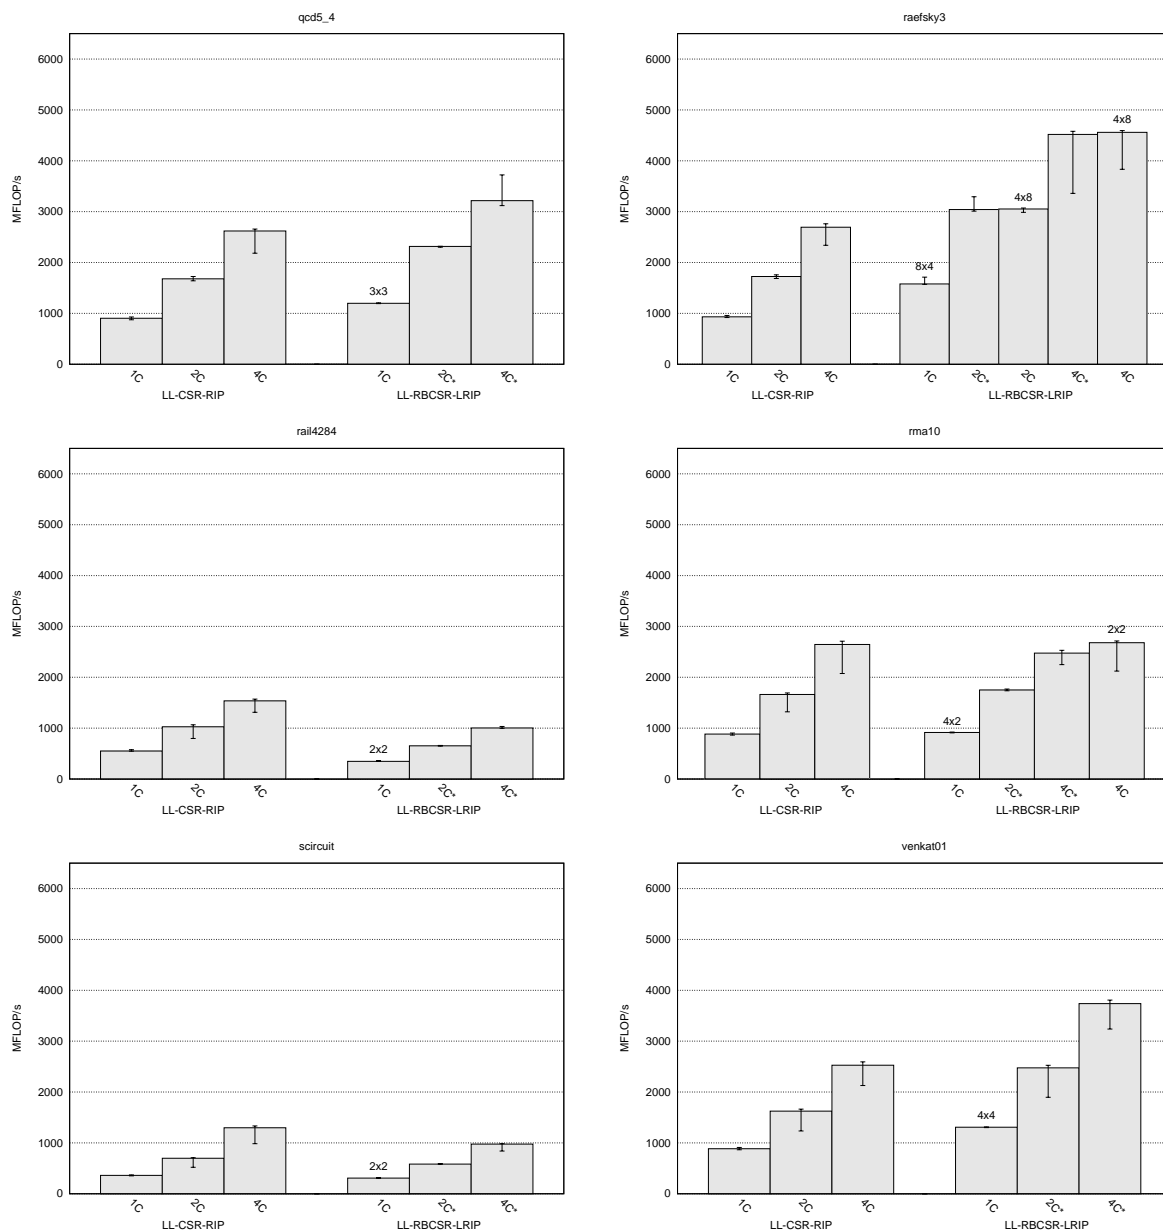 qcd5_4
6000
5000
4000
3000
2000
1000
0
MFLOP/s
3x3
1C 2C 4C 1C 2C* 4C*
LL-CSR-RIP LL-RBCSR-LRIP
raefsky3
6000
5000
4000
3000
2000
1000
0
MFLOP/s
8x4
4x8
4x8
1C 2C 4C 1C 2C* 2C 4C* 4C
LL-CSR-RIP LL-RBCSR-LRIP
rail4284
6000
5000
4000
3000
2000
1000
0
MFLOP/s
2x2
1C 2C 4C 1C 2C* 4C*
LL-CSR-RIP LL-RBCSR-LRIP
rma10
6000
5000
4000
3000
2000
1000
0
MFLOP/s
4x2
2x2
1C 2C 4C 1C 2C* 4C* 4C
LL-CSR-RIP LL-RBCSR-LRIP
scircuit
6000
5000
4000
3000
2000
1000
0
MFLOP/s
2x2
1C 2C 4C 1C 2C* 4C*
LL-CSR-RIP LL-RBCSR-LRIP
venkat01
6000
5000
4000
3000
2000
1000
0
MFLOP/s
4x4
1C 2C 4C 1C 2C* 4C*
LL-CSR-RIP LL-RBCSR-LRIP